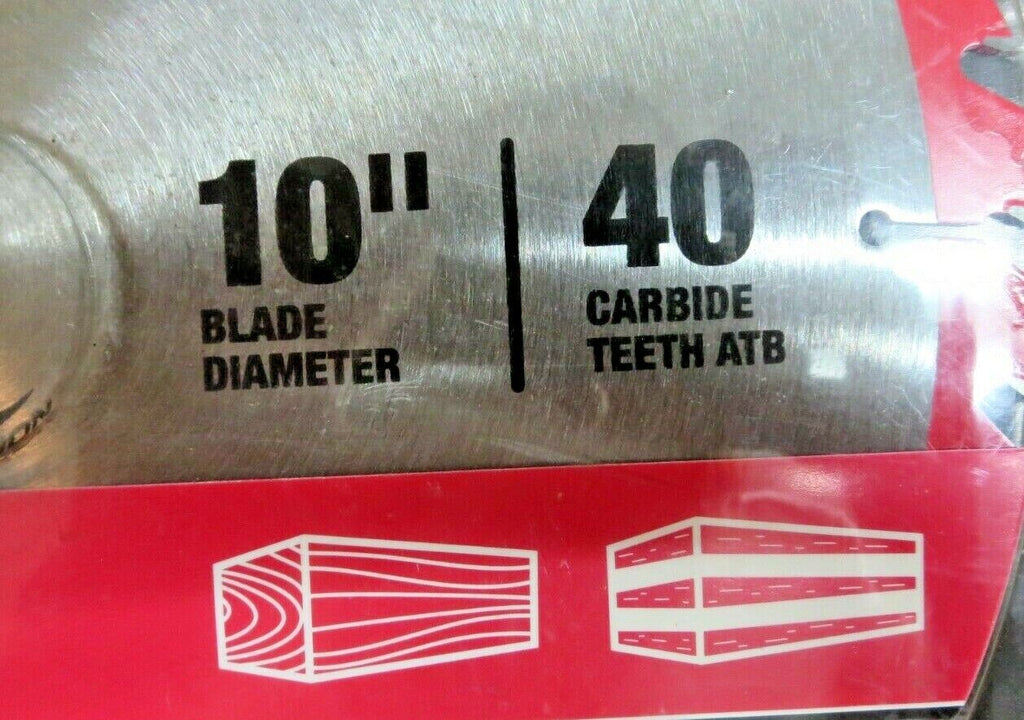 10"
BLADE
DIAMETER
40
CARBIDE
TEETH ATB